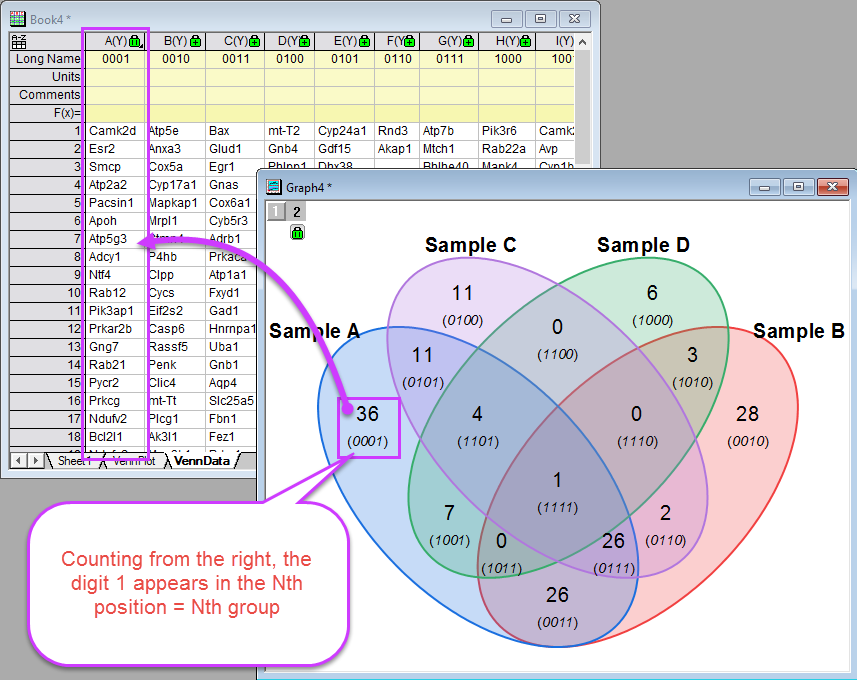 Book4 *
A(Y) B(Y) C(Y) D(Y) E(Y) F(Y) G(Y) H(Y) I(Y)
Long Name 0001 0010 0011 0100 0101 0110 0111 1000 100
Units
Comments
F(x)=
1 Camk2d Atp5e Bax mt-T2 Cyp24a1 Rnd3 Atp7b Pik3r6 Camk
2 Esr2 Anxa3 Glud1 Gnb4 Gdf15 Akap1 Mtch1 Rab22a Avp
3 Smcp Cox5a Egr1 Phlpp1 Dhx38 Bhlhe40 Mapk4 Cyp1b
4 Atp2a2 Cyp17a1 Gnas
5 Pacsin1 Mapkap1 Cox6a1
6 Apoh Mrpl1 Cyb5r3
7 Atp5g3 Adrb1
8 Adcy1 P4hb Prkaca
9 Ntf4 Clpp Atp1a1
10 Rab12 Cycs Fxyd1
11 Pik3ap1 Eif2s2 Gad1
12 Prkar2b Casp6 Hnrnpa1
13 Gng7 Rassf5 Uba1
14 Rab21 Penk Gnb1
15 Pycr2 Clic4 Aqp4
16 Prkcg mt-Tt Slc25a5
17 Ndufv2 Plcg1 Fbn1
18 Bcl2l1 Ak3l1 Fez1
Sheet1 VennPlot VennData
Graph4 *
1 2
Sample C Sample D
11 6
(0100) (1000)
0
(1100)
Sample A Sample B
11 3
(0101) (1010)
36 4 0 28
(0001) (1101) (1110) (0010)
1
(1111)
7 2
(1001) (0110)
0 26
(1011) (0111)
26
(0011)
Counting from the right, the
digit 1 appears in the Nth
position = Nth group